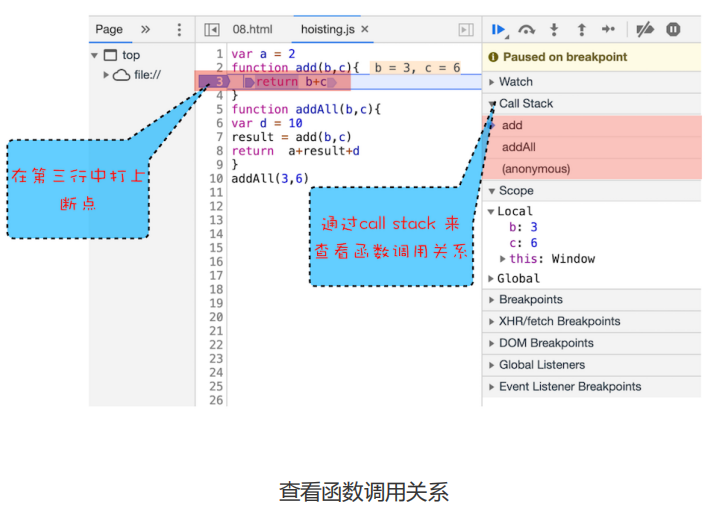 Page
top
file://
08.html
hoisting.js ×
1 var a = 2
2 function add(b,c){ b = 3, c = 6
3 return b+c
4 }
5 function addAll(b,c){
6 var d = 10
7 result = add(b,c)
8 return a+result+d
9 }
10 addAll(3,6)
11
12
13
14
15
16
17
18
19
20
21
22
23
24
25
26
在第三行中打上
断点
通过call stack 来
查看函数调用关系
Paused on breakpoint
Watch
Call Stack
add
addAll
(anonymous)
Scope
Local
b: 3
c: 6
this: Window
Global
Breakpoints
XHR/fetch Breakpoints
DOM Breakpoints
Global Listeners
Event Listener Breakpoints
查看函数调用关系